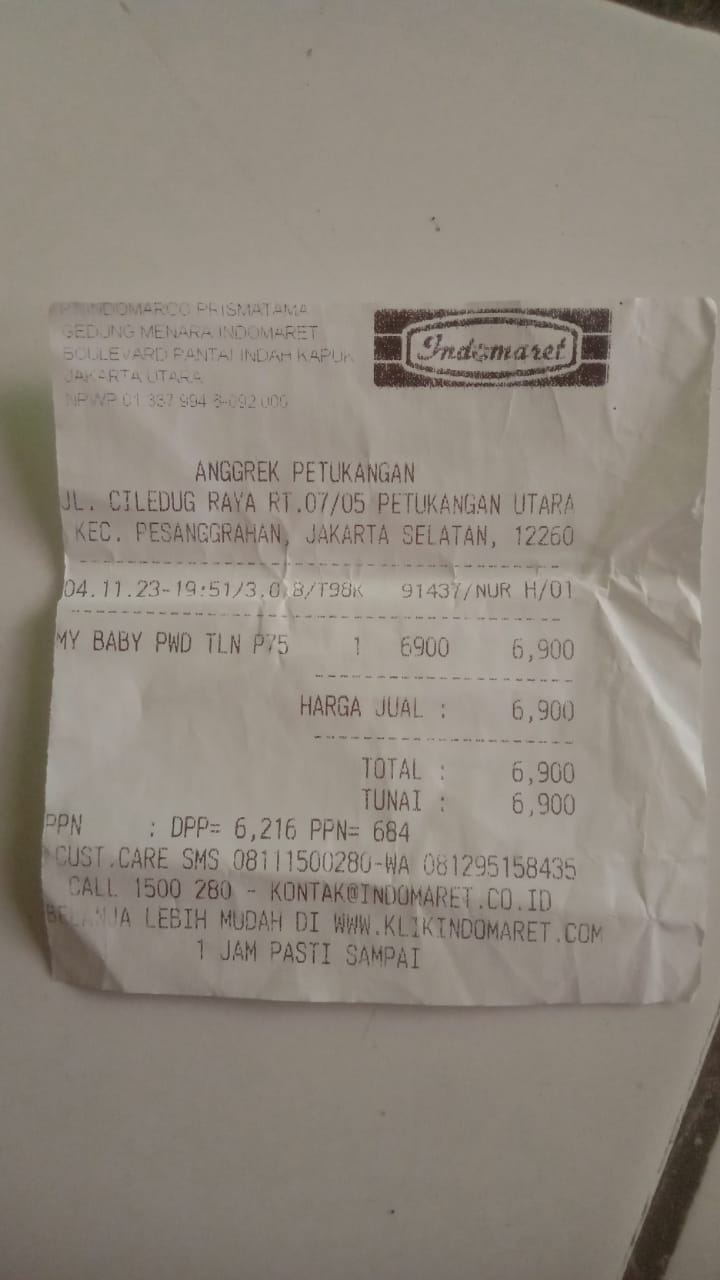 PT.INDOMARCO PRISMATAMA
GEDUNG MENARA INDOMARET
BOULEVARD PANTAI INDAH KAPUK
JAKARTA UTARA
NPWP 01 337 994 6-092 000
Indomaret
ANGGREK PETUKANGAN
JL. CILEDUG RAYA RT.07/05 PETUKANGAN UTARA
KEC. PESANGGRAHAN, JAKARTA SELATAN, 12260
04.11.23-19:51/3.0.8/T98K 91437/NUR H/01
MY BABY PWD TLN P75 1 6900 6,900
HARGA JUAL : 6,900
TOTAL : 6,900
TUNAI : 6,900
PPN : DPP= 6,216 PPN= 684
CUST.CARE SMS 08111500280-WA 081295158435
CALL 1500 280 - KONTAK@INDOMARET.CO.ID
BELANJA LEBIH MUDAH DI WWW.KLIKINDOMARET.COM
1 JAM PASTI SAMPAI